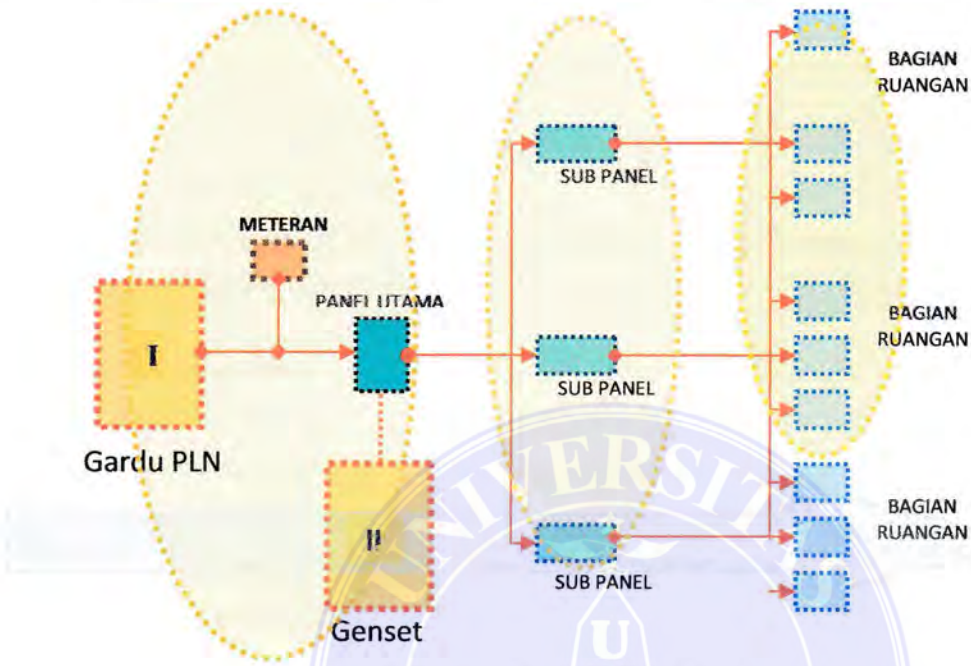 BAGIAN
RUANGAN
SUB PANEL
METERAN
PANEL UTAMA
I
Gardu PLN
BAGIAN
RUANGAN
SUB PANEL
UNIVERSIT
BAGIAN
RUANGAN
II
SUB PANEL
Genset
U